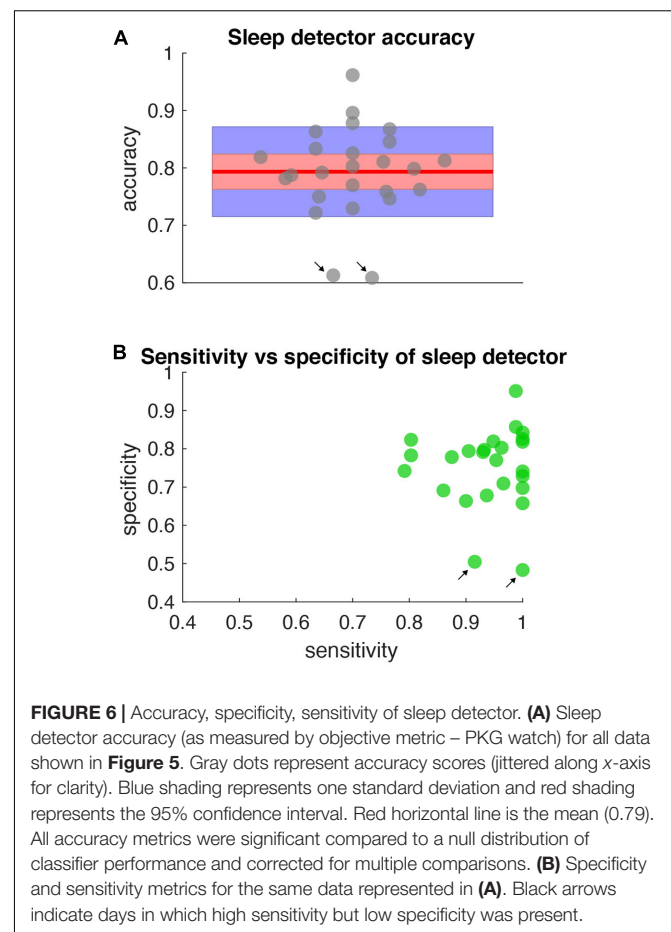 A Sleep detector accuracy
1
0.9
0.8
0.7
0.6
accuracy
B Sensitivity vs specificity of sleep detector
1
0.9
0.8
0.7
0.6
0.5
0.4
specificity
0.4 0.5 0.6 0.7 0.8 0.9 1
sensitivity
FIGURE 6 | Accuracy, specificity, sensitivity of sleep detector. (A) Sleep
detector accuracy (as measured by objective metric – PKG watch) for all data
shown in Figure 5. Gray dots represent accuracy scores (jittered along x-axis
for clarity). Blue shading represents one standard deviation and red shading
represents the 95% confidence interval. Red horizontal line is the mean (0.79).
All accuracy metrics were significant compared to a null distribution of
classifier performance and corrected for multiple comparisons. (B) Specificity
and sensitivity metrics for the same data represented in (A). Black arrows
indicate days in which high sensitivity but low specificity was present.